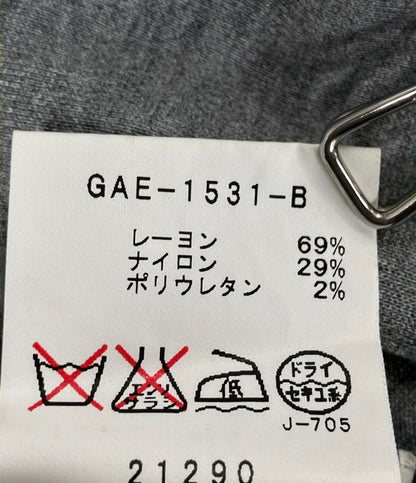 GAE-1531-B
レーヨン 69%
ナイロン 29%
ポリウレタン 2%
エンソ
サラシ
低
ドライ
セキユ系
J-705
21290